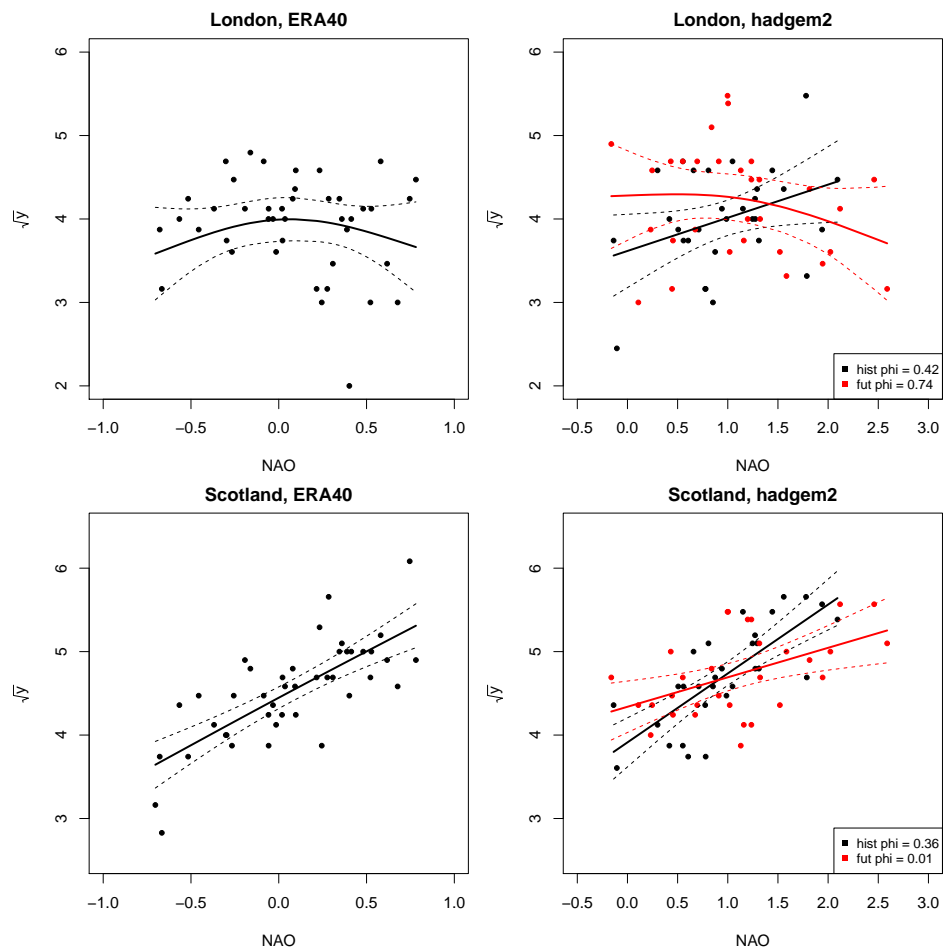 London, ERA40
√y
6
5
4
3
2
−1.0 −0.5 0.0 0.5 1.0
NAO
London, hadgem2
√y
6
5
4
3
2
hist phi = 0.42
fut phi = 0.74
−0.5 0.0 0.5 1.0 1.5 2.0 2.5 3.0
NAO
Scotland, ERA40
√y
6
5
4
3
−1.0 −0.5 0.0 0.5 1.0
NAO
Scotland, hadgem2
√y
6
5
4
3
hist phi = 0.36
fut phi = 0.01
−0.5 0.0 0.5 1.0 1.5 2.0 2.5 3.0
NAO